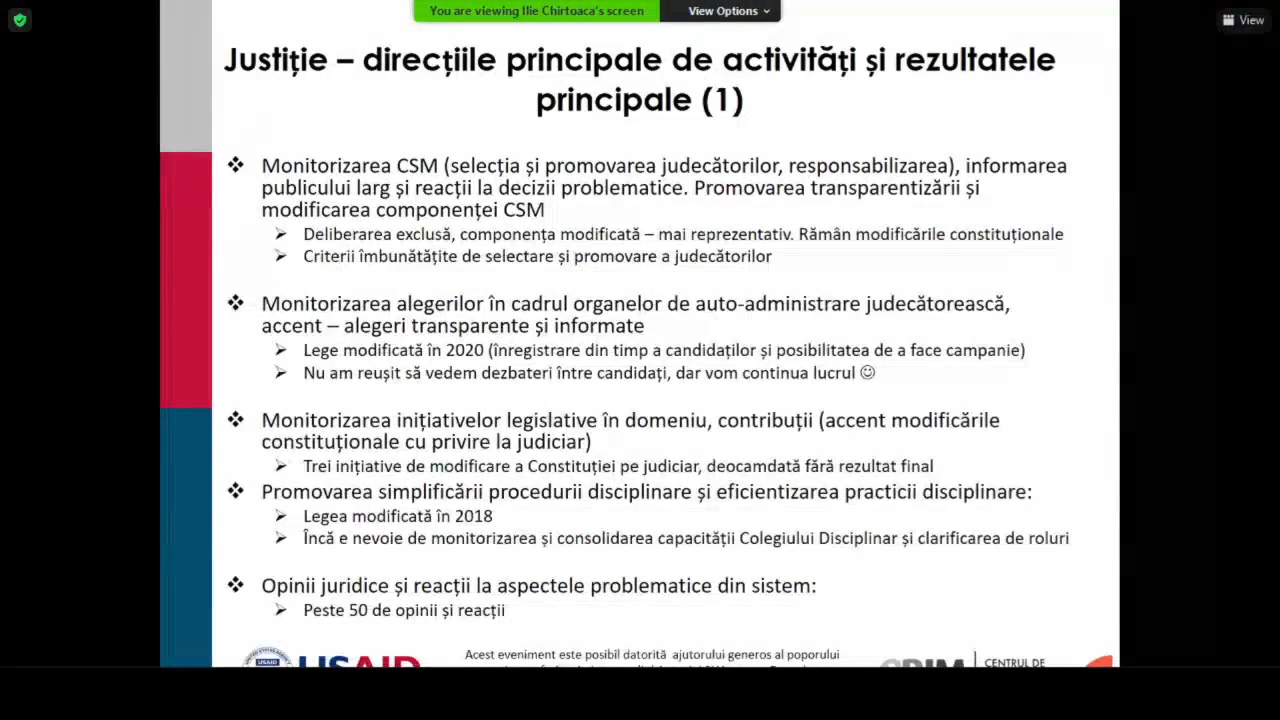 You are viewing Ilie Chirtoaca's screen
View Options
View
Justiție – direcțiile principale de activități și rezultatele
principale (1)
Monitorizarea CSM (selecția și promovarea judecătorilor, responsabilizarea), informarea
publicului larg și reacții la decizii problematice. Promovarea transparentizării și
modificarea componenței CSM
Deliberarea exclusă, componența modificată – mai reprezentativ. Rămân modificările constituționale
Criterii îmbunătățite de selectare și promovare a judecătorilor
Monitorizarea alegerilor în cadrul organelor de auto-administrare judecătorească,
accent – alegeri transparente și informate
Lege modificată în 2020 (înregistrare din timp a candidaților și posibilitatea de a face campanie)
Nu am reușit să vedem dezbateri între candidați, dar vom continua lucrul ☺
Monitorizarea inițiativelor legislative în domeniu, contribuții (accent modificările
constituționale cu privire la judiciar)
Trei inițiative de modificare a Constituției pe judiciar, deocamdată fără rezultat final
Promovarea simplificării procedurii disciplinare și eficientizarea practicii disciplinare:
Legea modificată în 2018
Încă e nevoie de monitorizarea și consolidarea capacității Colegiului Disciplinar și clarificarea de roluri
Opinii juridice și reacții la aspectele problematice din sistem:
Peste 50 de opinii și reacții
USAID
USAID
Acest eveniment este posibil datorită ajutorului generos al poporului
CRJM
CENTRUL DE